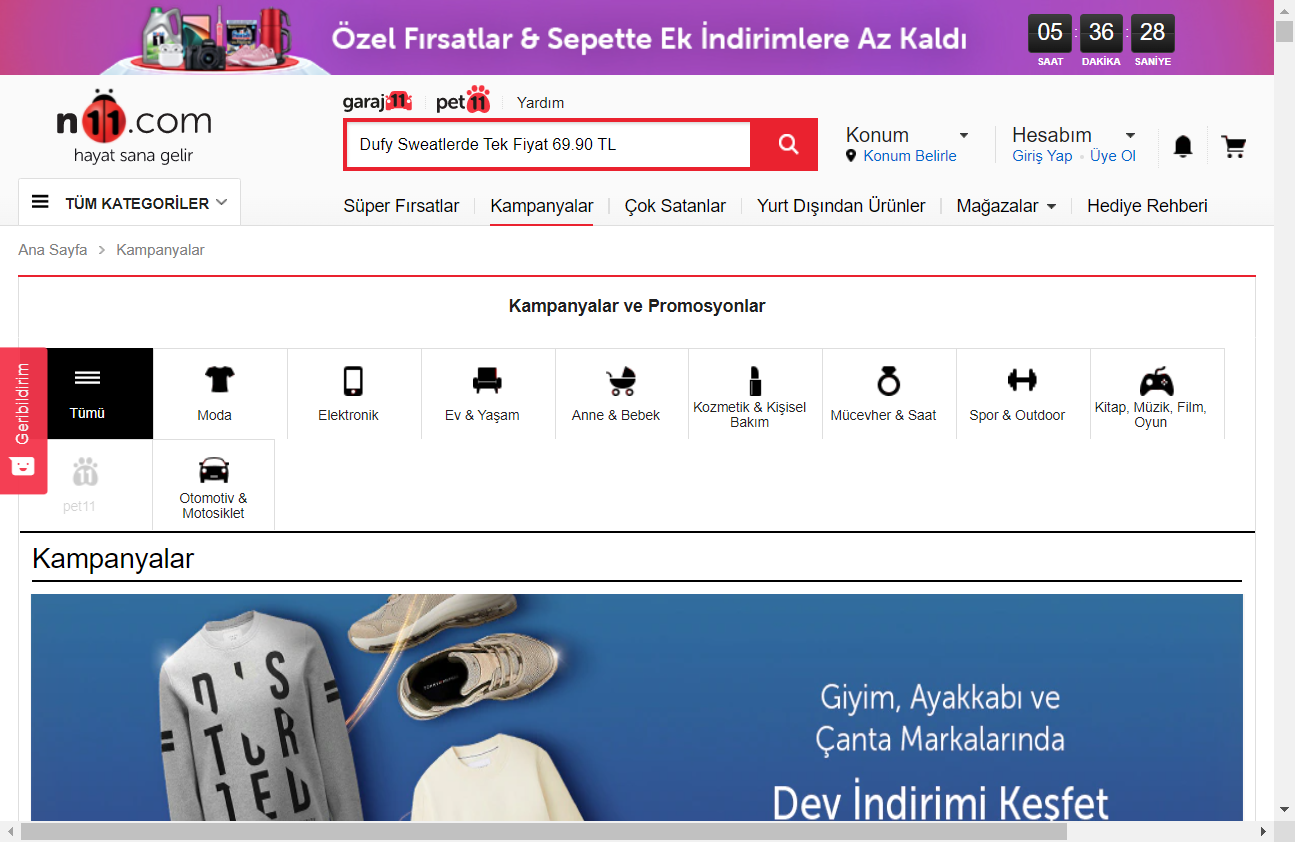 Özel Fırsatlar & Sepette Ek İndirimlere Az Kaldı
05 : 36 : 28
SAAT DAKİKA SANİYE
garaj11 pet11 Yardım
n11.com
hayat sana gelir
Dufy Sweatlerde Tek Fiyat 69.90 TL
Konum
Konum Belirle
Hesabım
Giriş Yap Üye Ol
TÜM KATEGORİLER
Süper Fırsatlar Kampanyalar Çok Satanlar Yurt Dışından Ürünler Mağazalar Hediye Rehberi
Ana Sayfa > Kampanyalar
Kampanyalar ve Promosyonlar
Geribildirim
Tümü
Moda
Elektronik
Ev & Yaşam
Anne & Bebek
Kozmetik & Kişisel
Bakım
Mücevher & Saat
Spor & Outdoor
Kitap, Müzik, Film,
Oyun
11
pet11
Otomotiv &
Motosiklet
Kampanyalar
Giyim, Ayakkabı ve
Çanta Markalarında
Dev İndirimi Keşfet